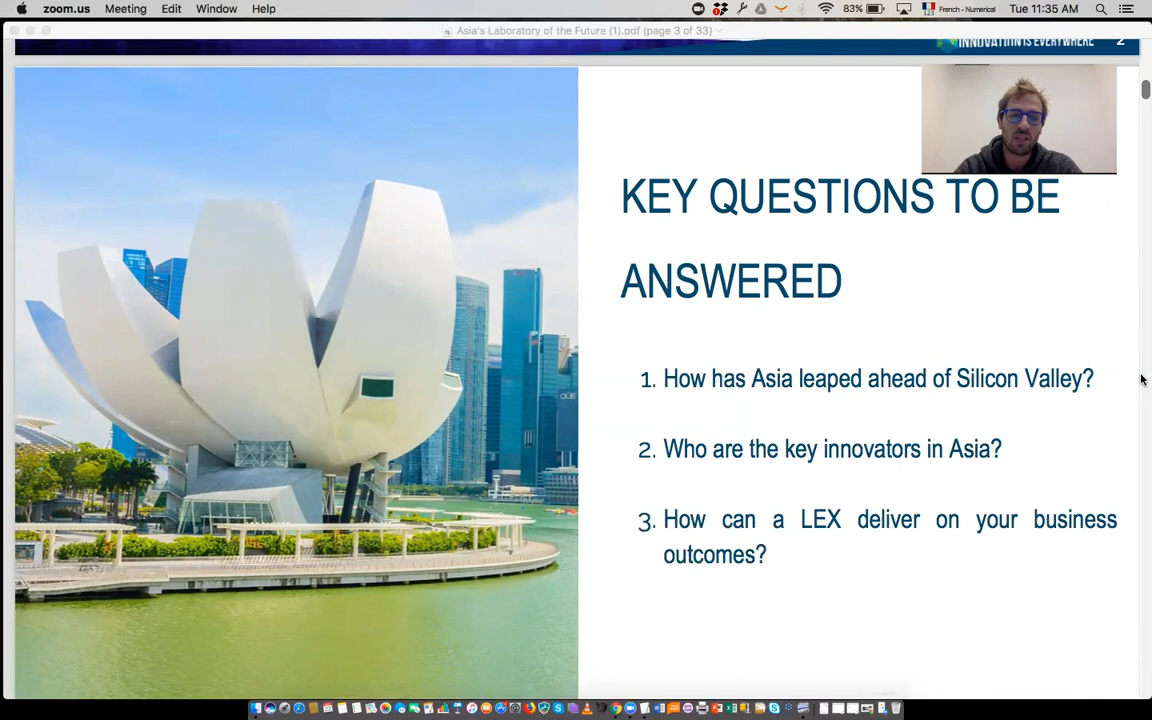 zoom.us Meeting Edit Window Help 83% French - Numerical Tue 11:35 AM
Asia's Laboratory of the Future (1).pdf (page 3 of 33)
INNOVATION IS EVERYWHERE 2
KEY QUESTIONS TO BE
ANSWERED
1. How has Asia leaped ahead of Silicon Valley?
2. Who are the key innovators in Asia?
3. How can a LEX deliver on your business
outcomes?